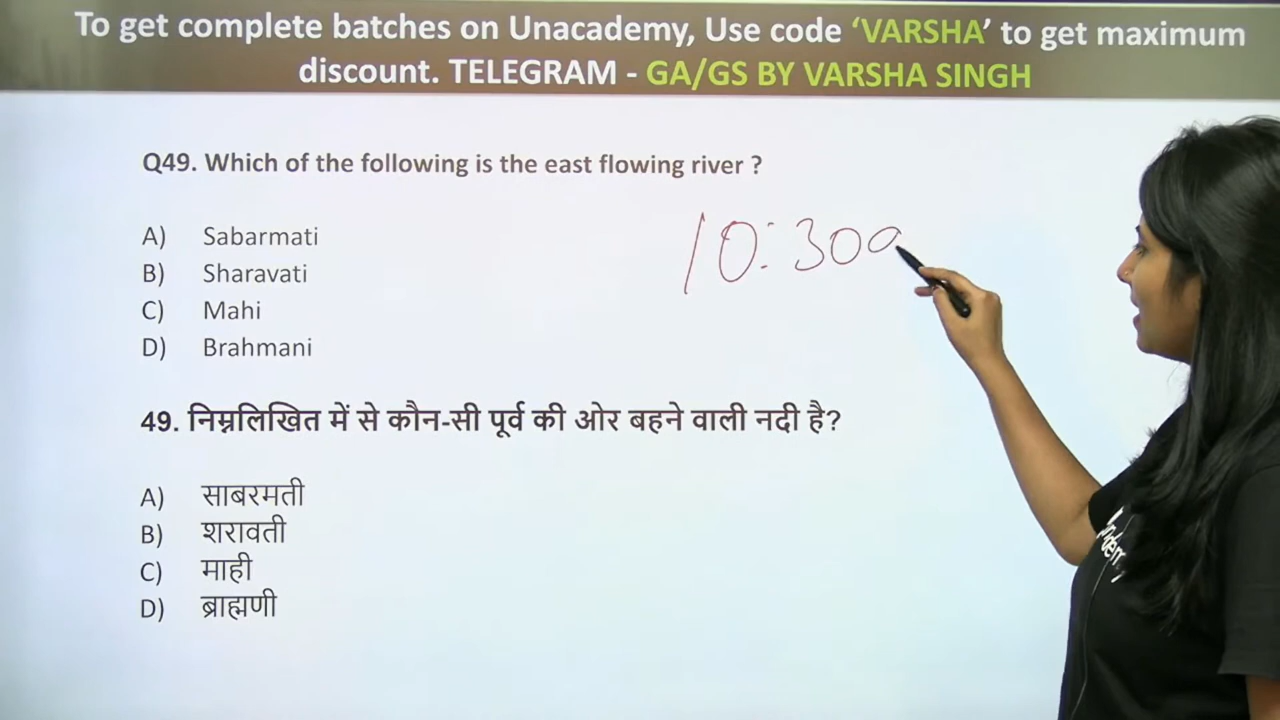 To get complete batches on Unacademy, Use code ‘VARSHA’ to get maximum
discount. TELEGRAM - GA/GS BY VARSHA SINGH
Q49. Which of the following is the east flowing river ?
10:300
A) Sabarmati
B) Sharavati
C) Mahi
D) Brahmani
49. निम्नलिखित में से कौन-सी पूर्व की ओर बहने वाली नदी है?
A) साबरमती
B) शरावती
C) माही
D) ब्राह्मणी